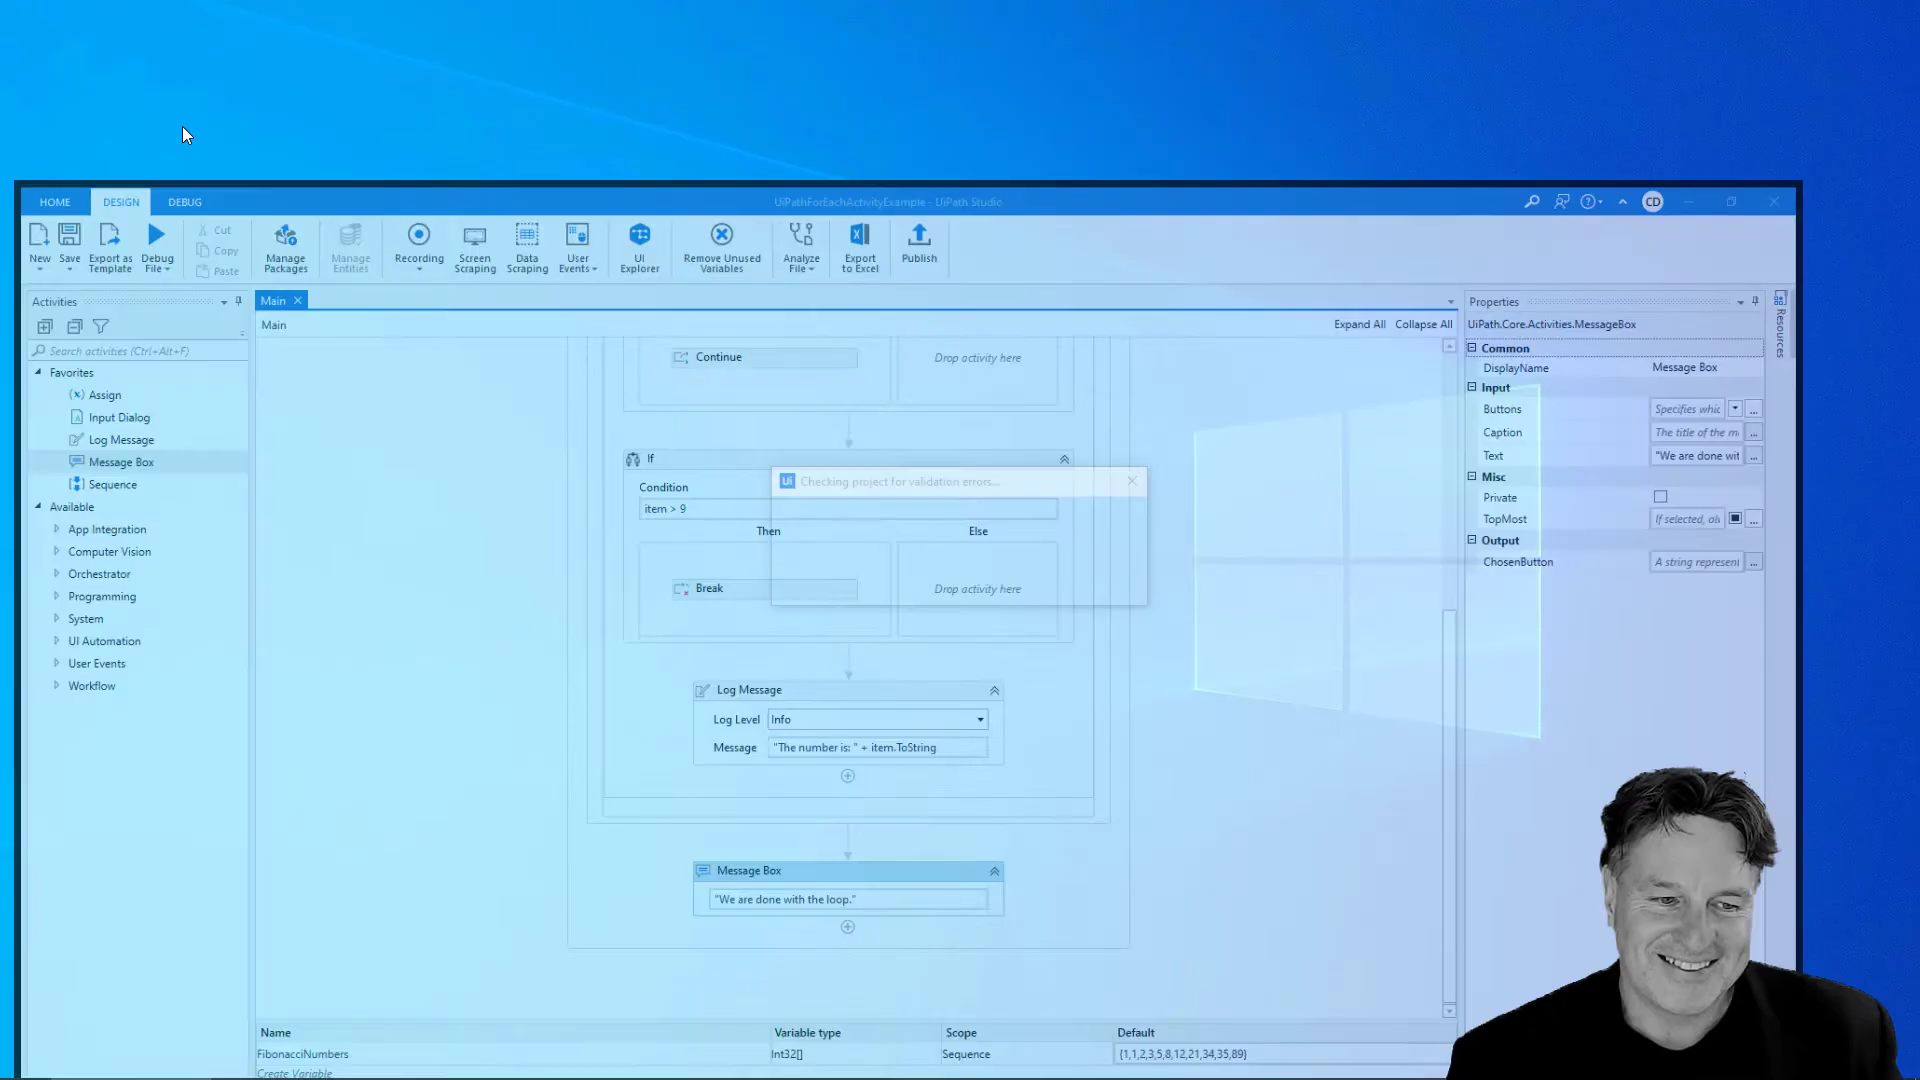 HOME DESIGN DEBUG UiPathForEachActivityExample - UiPath Studio CD
New Save Export as Template Debug File Cut Copy Paste Manage Packages Manage Entities Recording Screen Scraping Data Scraping User Events UI Explorer Remove Unused Variables Analyze File Export to Excel Publish
Activities
Search activities (Ctrl+Alt+F)
Favorites
Assign
Input Dialog
Log Message
Message Box
Sequence
Available
App Integration
Computer Vision
Orchestrator
Programming
System
UI Automation
User Events
Workflow
Main
Main Expand All Collapse All
Continue Drop activity here
If
Checking project for validation errors...
Condition
item > 9
Then Else
Break Drop activity here
Log Message
Log Level Info
Message "The number is: " + item.ToString
Message Box
"We are done with the loop."
Name Variable type Scope Default
FibonacciNumbers Int32[] Sequence {1,1,2,3,5,8,12,21,34,35,89}
Create Variable
Properties
UiPath.Core.Activities.MessageBox
Common
DisplayName Message Box
Input
Buttons Specifies whic ...
Caption The title of the m ...
Text "We are done wit ...
Misc
Private
TopMost If selected, al ...
Output
ChosenButton A string represent ...
Resources